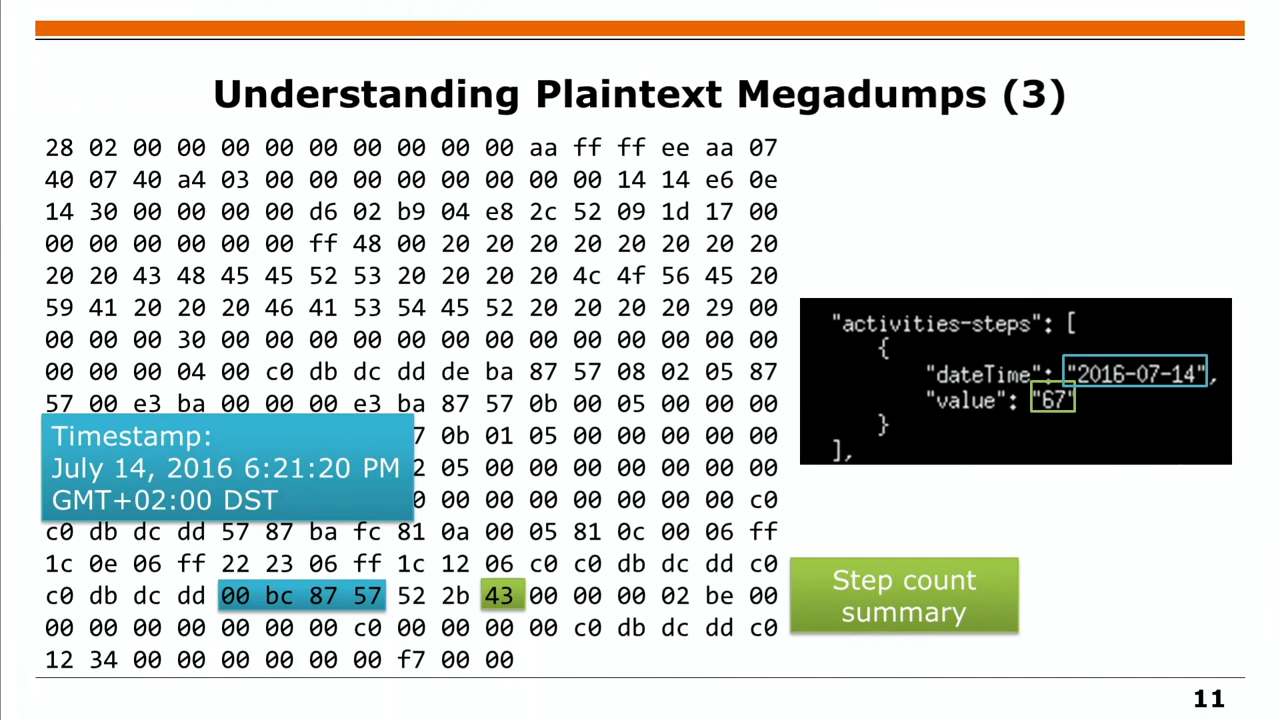 Understanding Plaintext Megadumps (3)
28 02 00 00 00 00 00 00 00 00 00 aa ff ff ee aa 07
40 07 40 a4 03 00 00 00 00 00 00 00 00 14 14 e6 0e
14 30 00 00 00 00 d6 02 b9 04 e8 2c 52 09 1d 17 00
00 00 00 00 00 00 ff 48 00 20 20 20 20 20 20 20 20
20 20 43 48 45 45 52 53 20 20 20 20 4c 4f 56 45 20
59 41 20 20 20 46 41 53 54 45 52 20 20 20 20 29 00
00 00 00 30 00 00 00 00 00 00 00 00 00 00 00 00 00
00 00 00 04 00 c0 db dc dd de ba 87 57 08 02 05 87
57 00 e3 ba 00 00 00 e3 ba 87 57 0b 00 05 00 00 00
7 0b 01 05 00 00 00 00 00
2 05 00 00 00 00 00 00 00
0 00 00 00 00 00 00 00 c0
c0 db dc dd 57 87 ba fc 81 0a 00 05 81 0c 00 06 ff
1c 0e 06 ff 22 23 06 ff 1c 12 06 c0 c0 db dc dd c0
c0 db dc dd 00 bc 87 57 52 2b 43 00 00 00 02 be 00
00 00 00 00 00 00 00 c0 00 00 00 00 c0 db dc dd c0
12 34 00 00 00 00 00 00 f7 00 00
Timestamp:
July 14, 2016 6:21:20 PM
GMT+02:00 DST
"activities-steps": [
{
"dateTime": "2016-07-14",
"value": "67"
}
],
Step count
summary
11